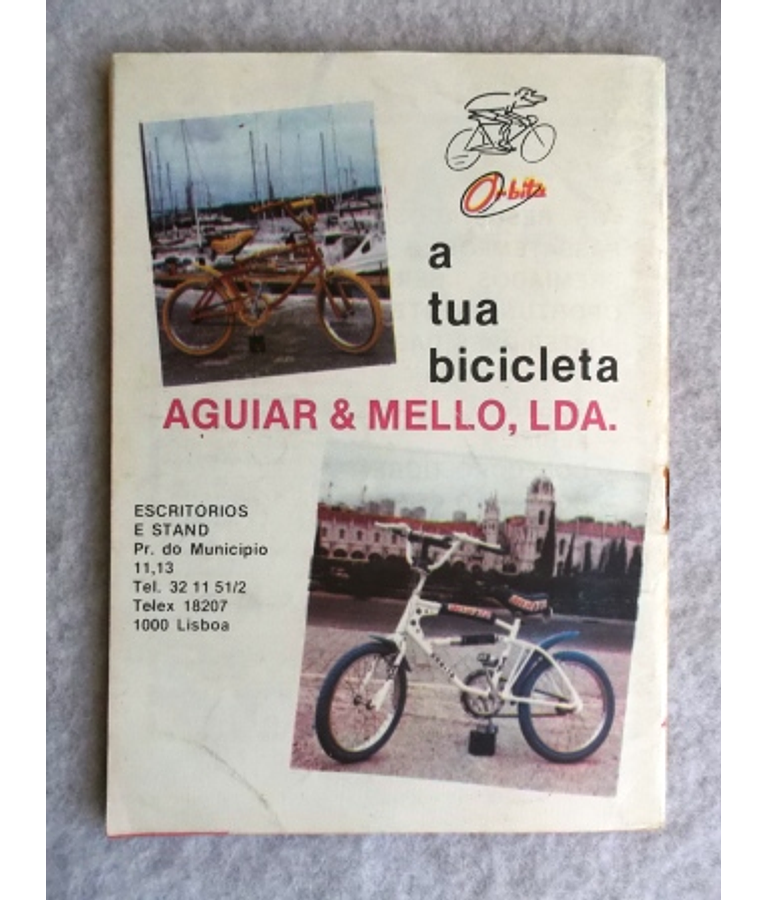 Órbita
a
tua
bicicleta
AGUIAR & MELLO, LDA.
ESCRITÓRIOS
E STAND
Pr. do Municipio
11,13
Tel. 32 11 51/2
Telex 18207
1000 Lisboa